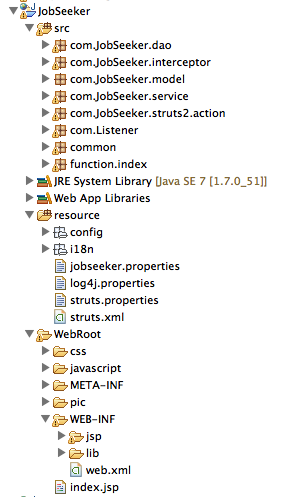 JobSeeker
src
com.JobSeeker.dao
com.JobSeeker.interceptor
com.JobSeeker.model
com.JobSeeker.service
com.JobSeeker.struts2.action
com.Listener
common
function.index
JRE System Library [Java SE 7 [1.7.0_51]]
Web App Libraries
resource
config
i18n
jobseeker.properties
log4j.properties
struts.properties
struts.xml
WebRoot
css
javascript
META-INF
pic
WEB-INF
jsp
lib
web.xml
index.jsp